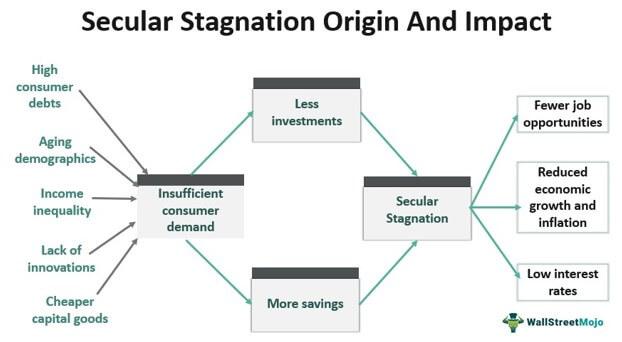 Secular Stagnation Origin And Impact
High
consumer
debts
Aging
demographics
Income
inequality
Lack of
innovations
Cheaper
capital goods
Insufficient
consumer
demand
Less
investments
More savings
Secular
Stagnation
Fewer job
opportunities
Reduced
economic
growth and
inflation
Low interest
rates
WallStreetMojo